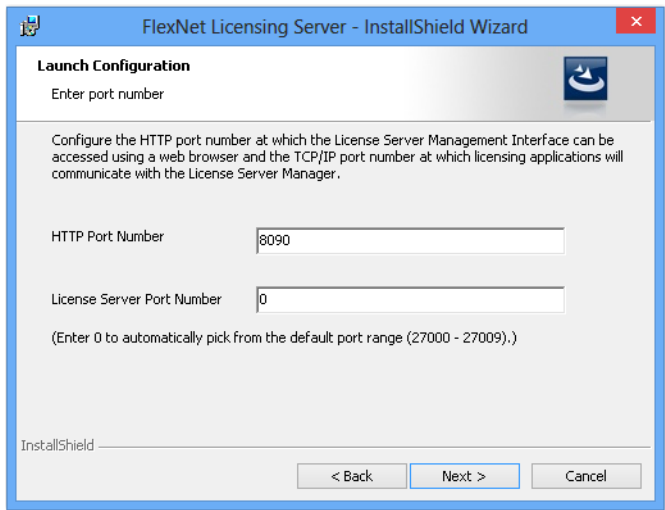 FlexNet Licensing Server - InstallShield Wizard
Launch Configuration
Enter port number
Configure the HTTP port number at which the License Server Management Interface can be
accessed using a web browser and the TCP/IP port number at which licensing applications will
communicate with the License Server Manager.
HTTP Port Number
8090
License Server Port Number
0
(Enter 0 to automatically pick from the default port range (27000 - 27009).)
InstallShield
< Back
Next >
Cancel